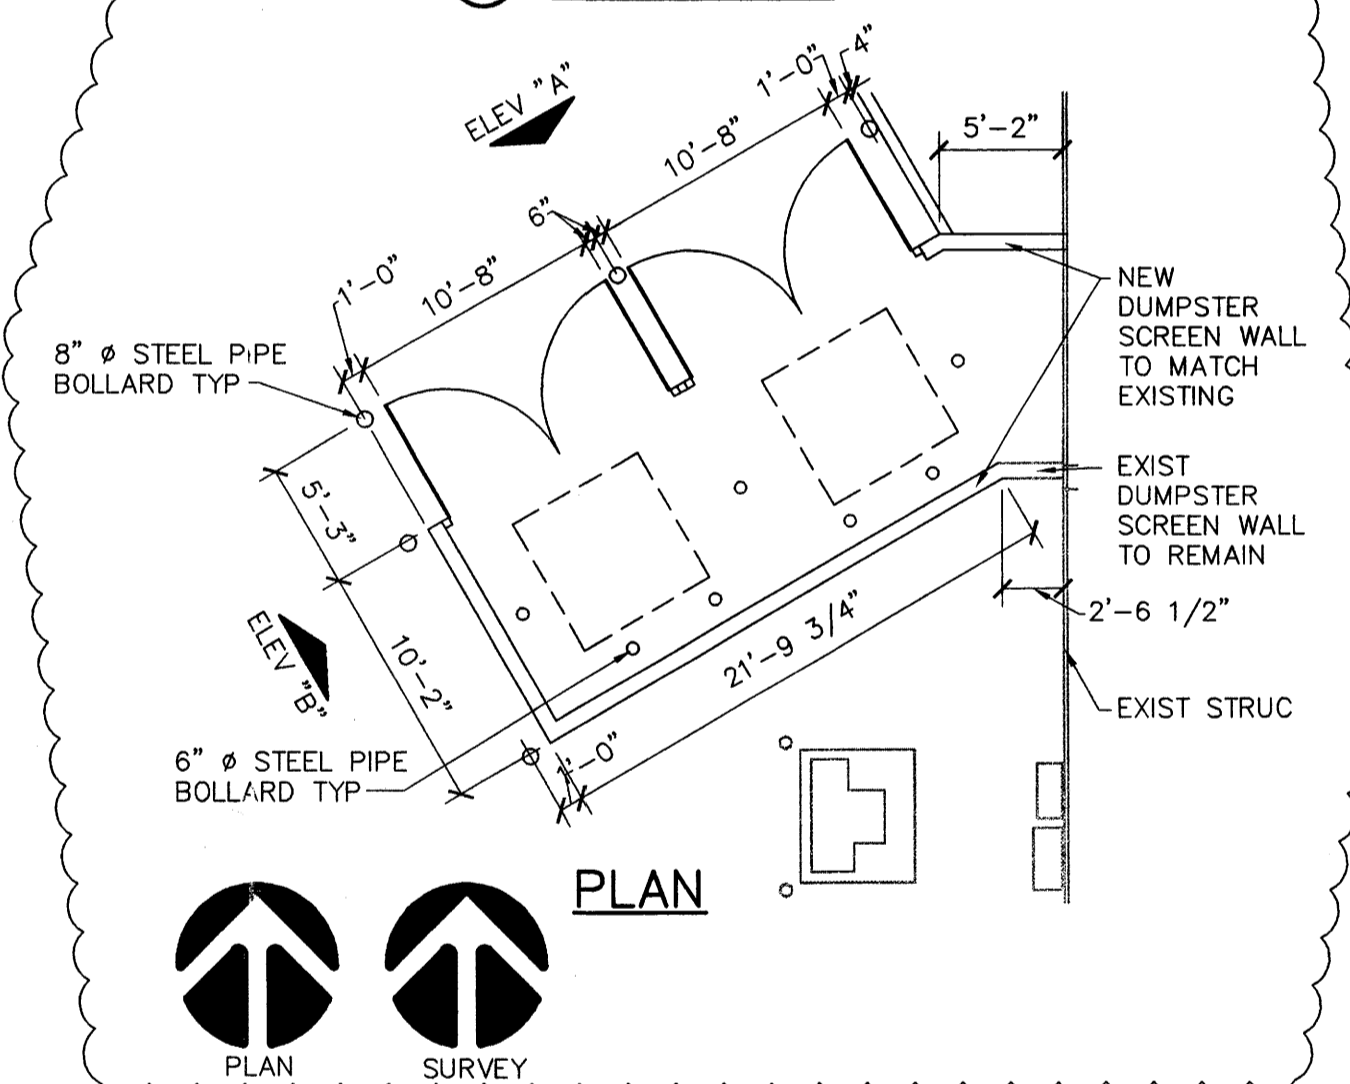 ELEV "A"
1'-0"
4"
5'-2"
10'-8"
6"
1'-0"
10'-8"
8" ø STEEL PIPE
BOLLARD TYP
NEW
DUMPSTER
SCREEN WALL
TO MATCH
EXISTING
EXIST
DUMPSTER
SCREEN WALL
TO REMAIN
5'-3"
2'-6 1/2"
ELEV "B"
10'-2"
21'-9 3/4"
EXIST STRUC
6" ø STEEL PIPE
BOLLARD TYP
1'-0"
PLAN
PLAN
SURVEY